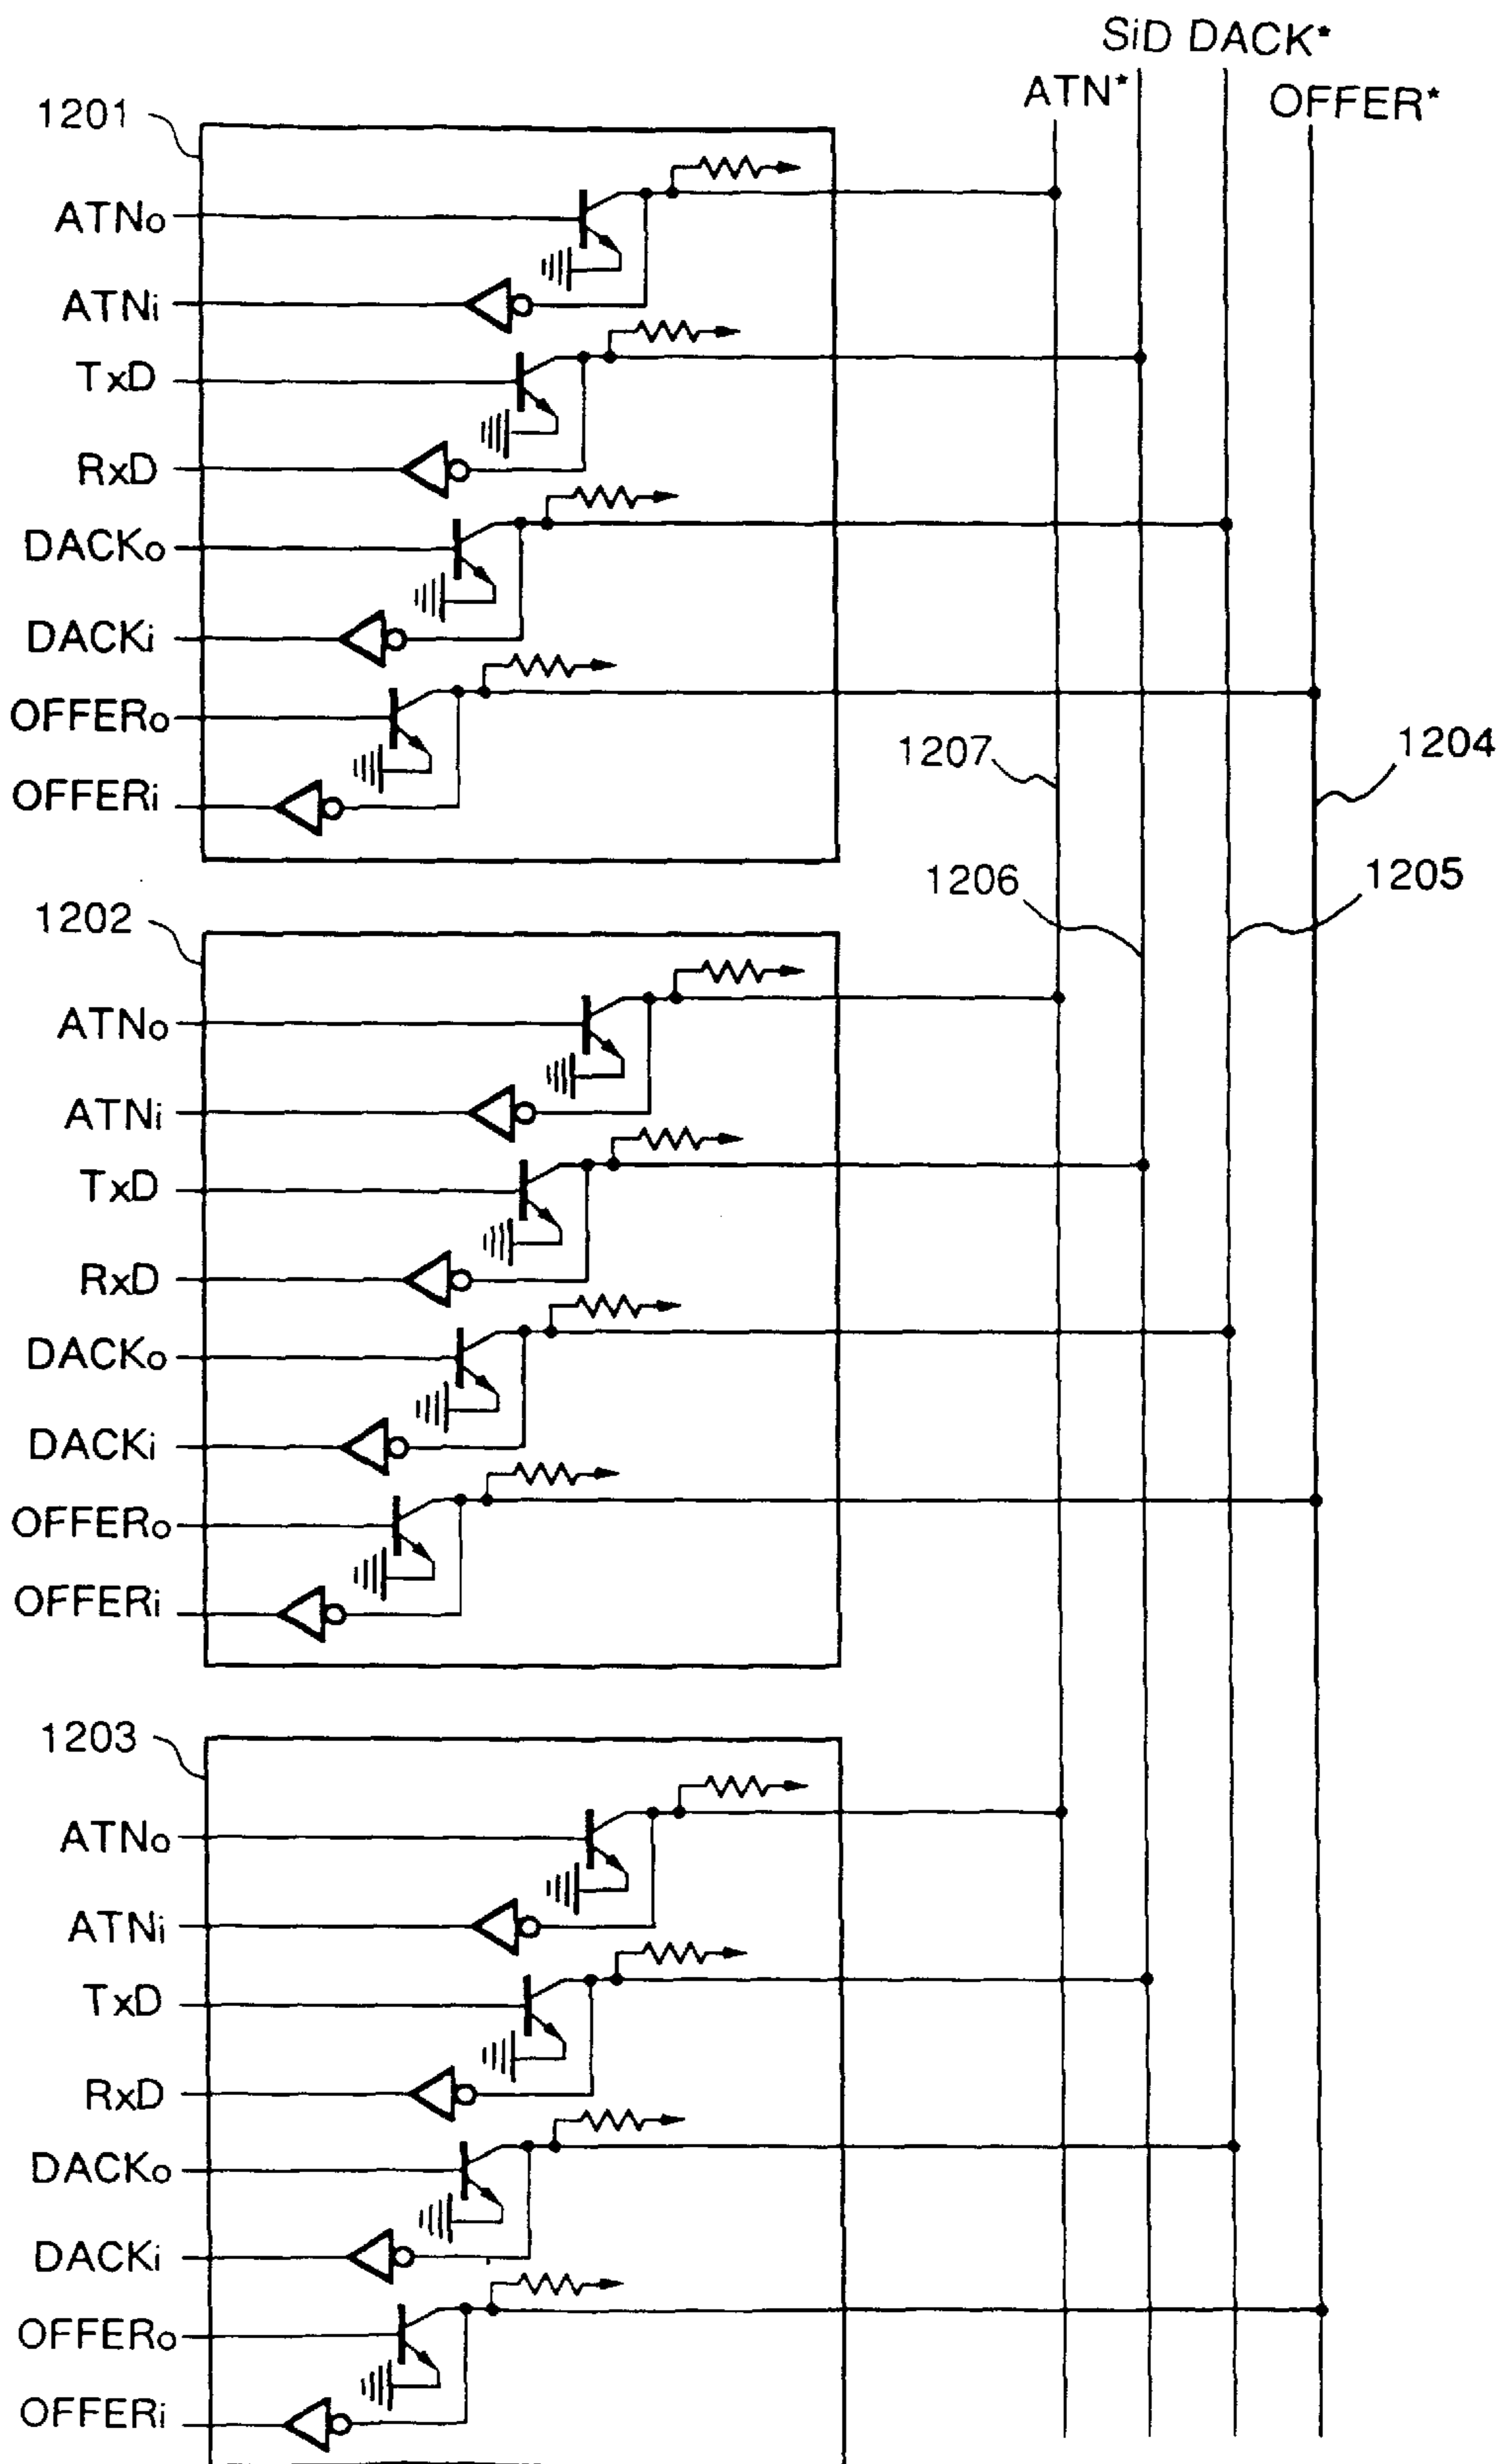 SiD DACK*
ATN*
OFFER*
1201
ATNo
ATNi
TxD
RxD
DACKo
DACKi
OFFERo
OFFERi
1207
1204
1206
1205
1202
ATNo
ATNi
TxD
RxD
DACKo
DACKi
OFFERo
OFFERi
1203
ATNo
ATNi
TxD
RxD
DACKo
DACKi
OFFERo
OFFERi